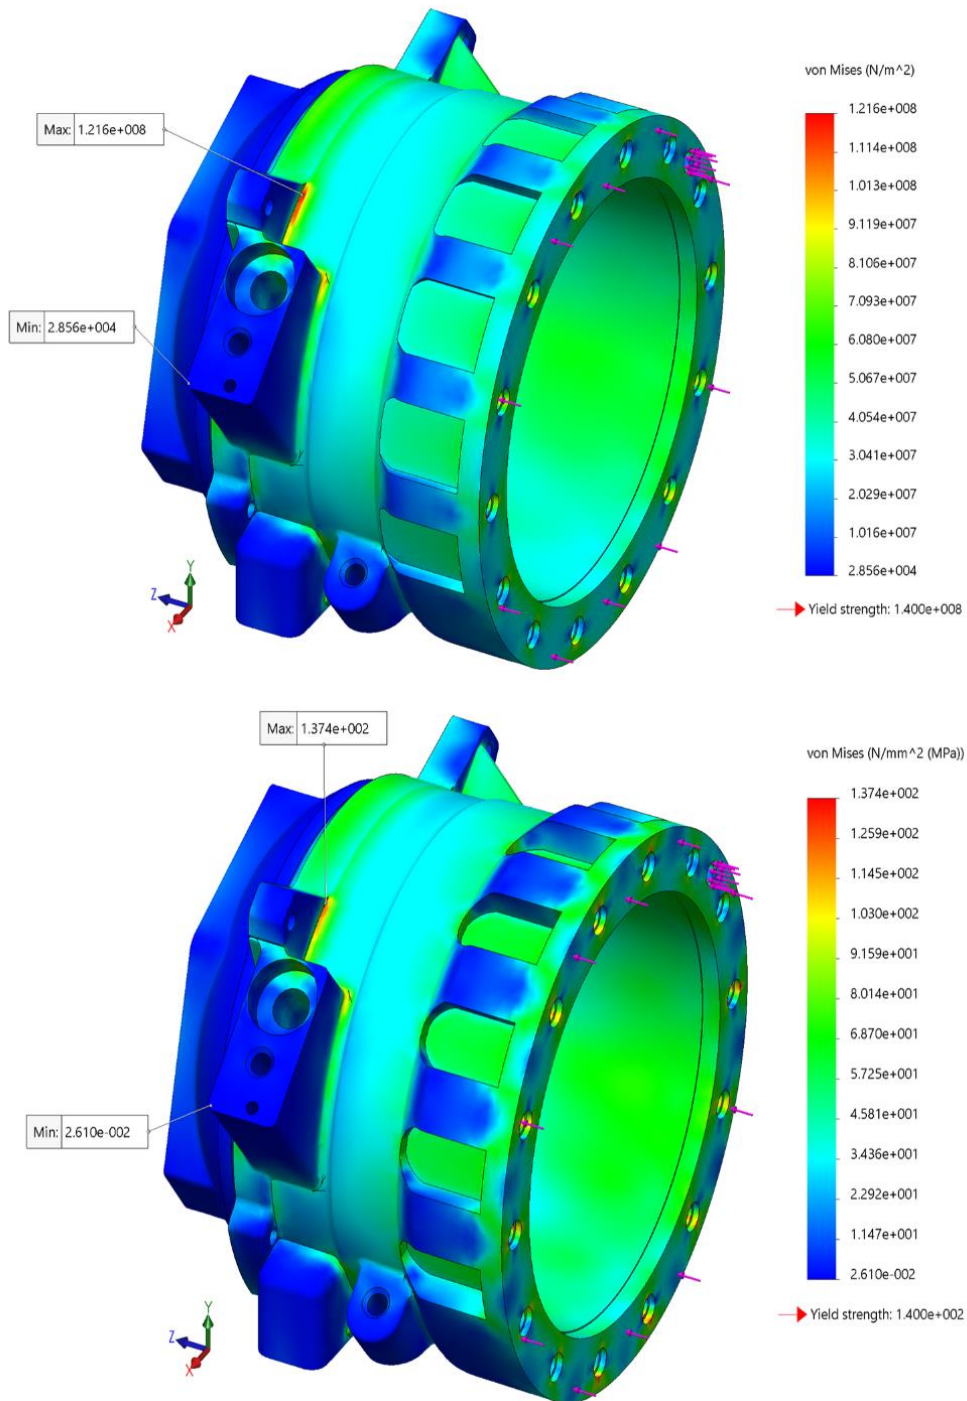 von Mises (N/m^2)
Max: 1.216e+008
Min: 2.856e+004
1.216e+008
1.114e+008
1.013e+008
9.119e+007
8.106e+007
7.093e+007
6.080e+007
5.067e+007
4.054e+007
3.041e+007
2.029e+007
1.016e+007
2.856e+004
Yield strength: 1.400e+008
Y
Y
Z
X
Max: 1.374e+002
Min: 2.610e-002
von Mises (N/mm^2 (MPa))
1.374e+002
1.259e+002
1.145e+002
1.030e+002
9.159e+001
8.014e+001
6.870e+001
5.725e+001
4.581e+001
3.436e+001
2.292e+001
1.147e+001
2.610e-002
Yield strength: 1.400e+002
Y
Y
Z
X